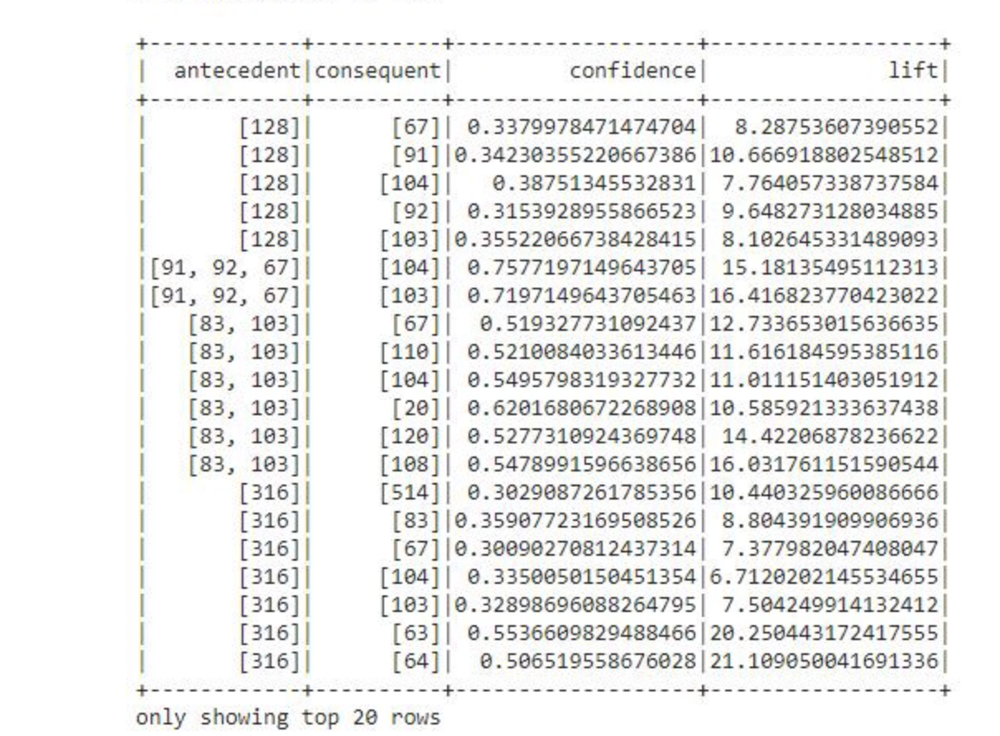 +------------+----------+-------------------+------------------+
|  antecedent|consequent|         confidence|              lift|
+------------+----------+-------------------+------------------+
|       [128]|      [67]| 0.3379978471474704|  8.28753607390552|
|       [128]|      [91]|0.34230355220667386|10.666918802548512|
|       [128]|     [104]|   0.38751345532831| 7.764057338737584|
|       [128]|      [92]| 0.3153928955866523| 9.648273128034885|
|       [128]|     [103]|0.35522066738428415| 8.102645331489093|
|[91, 92, 67]|     [104]| 0.7577197149643705| 15.18135495112313|
|[91, 92, 67]|     [103]| 0.7197149643705463|16.416823770423022|
|   [83, 103]|      [67]|  0.519327731092437|12.733653015636635|
|   [83, 103]|     [110]| 0.5210084033613446|11.616184595385116|
|   [83, 103]|     [104]| 0.5495798319327732|11.011151403051912|
|   [83, 103]|      [20]| 0.6201680672268908|10.585921333637438|
|   [83, 103]|     [120]| 0.5277310924369748| 14.42206878236622|
|   [83, 103]|     [108]| 0.5478991596638656|16.031761151590544|
|       [316]|     [514]| 0.3029087261785356|10.440325960086666|
|       [316]|      [83]|0.35907723169508526| 8.804391909906936|
|       [316]|      [67]|0.30090270812437314| 7.377982047408047|
|       [316]|     [104]| 0.3350050150451354|6.7120202145534655|
|       [316]|     [103]|0.32898696088264795| 7.504249914132412|
|       [316]|      [63]| 0.5536609829488466|20.250443172417555|
|       [316]|      [64]|  0.506519558676028|21.109050041691336|
+------------+----------+-------------------+------------------+
only showing top 20 rows